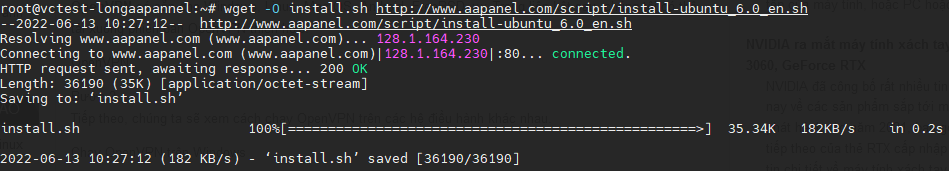 root@vctest-longaapannel:~# wget -O install.sh http://www.aapanel.com/script/install-ubuntu_6.0_en.sh
--2022-06-13 10:27:12--  http://www.aapanel.com/script/install-ubuntu_6.0_en.sh
Resolving www.aapanel.com (www.aapanel.com)... 128.1.164.230
Connecting to www.aapanel.com (www.aapanel.com)|128.1.164.230|:80... connected.
HTTP request sent, awaiting response... 200 OK
Length: 36190 (35K) [application/octet-stream]
Saving to: ‘install.sh’
install.sh 100%[===================================================>] 35.34K 182KB/s in 0.2s
2022-06-13 10:27:12 (182 KB/s) - ‘install.sh’ saved [36190/36190]